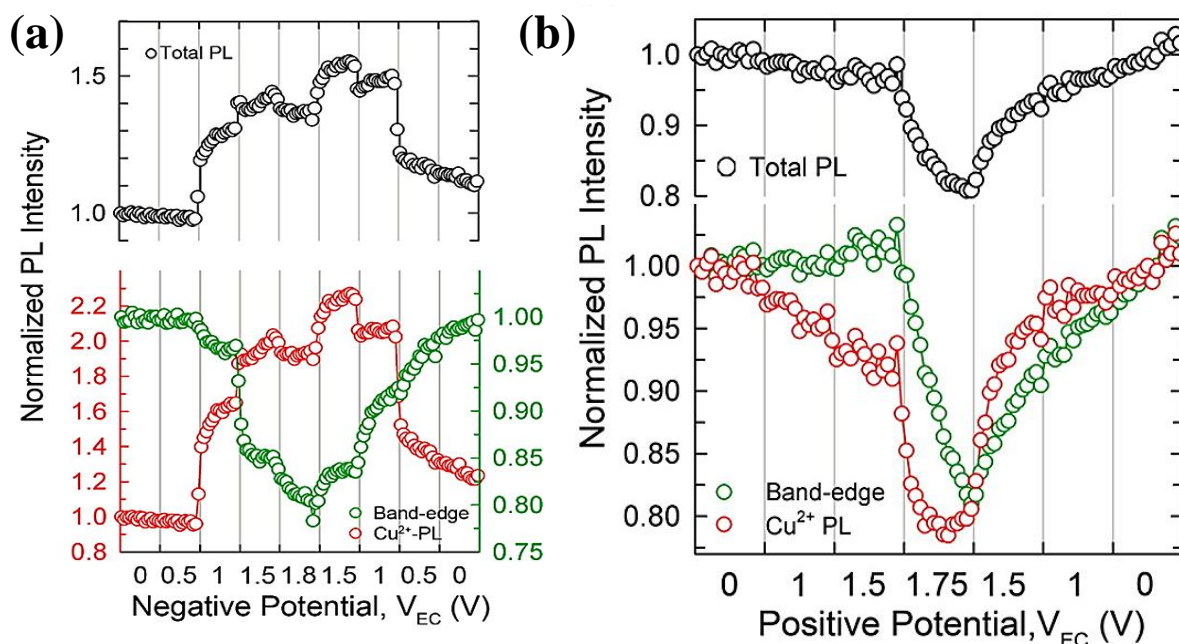 (a)
Total PL
1.5
1.0
Normalized PL Intensity
2.2
2.0
1.8
1.6
1.4
1.2
1.0
0.8
1.00
0.95
0.90
0.85
0.80
0.75
Band-edge
Cu²⁺-PL
0 0.5 1 1.5 1.8 1.5 1 0.5 0
Negative Potential, V_EC (V)
(b)
1.0
0.9
0.8
Total PL
Normalized PL Intensity
1.00
0.95
0.90
0.85
0.80
Band-edge
Cu²⁺ PL
0 1 1.5 1.75 1.5 1 0
Positive Potential,V_EC (V)